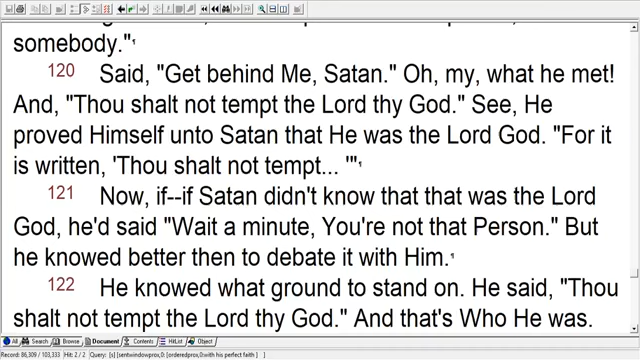 somebody."
120 Said, "Get behind Me, Satan." Oh, my, what he met!
And, "Thou shalt not tempt the Lord thy God." See, He
proved Himself unto Satan that He was the Lord God. "For it
is written, 'Thou shalt not tempt... '"
121 Now, if--if Satan didn't know that that was the Lord
God, he'd said "Wait a minute, You're not that Person." But
he knowed better then to debate it with Him.
122 He knowed what ground to stand on. He said, "Thou
shalt not tempt the Lord thy God." And that's Who He was.
All Search Browse Document Contents HitList Object
Record: 86,309 / 103,333 Hit: 2 / 2 Query: [s] [sentwindowprox,0: [orderedprox,0:with his perfect faith ] ]